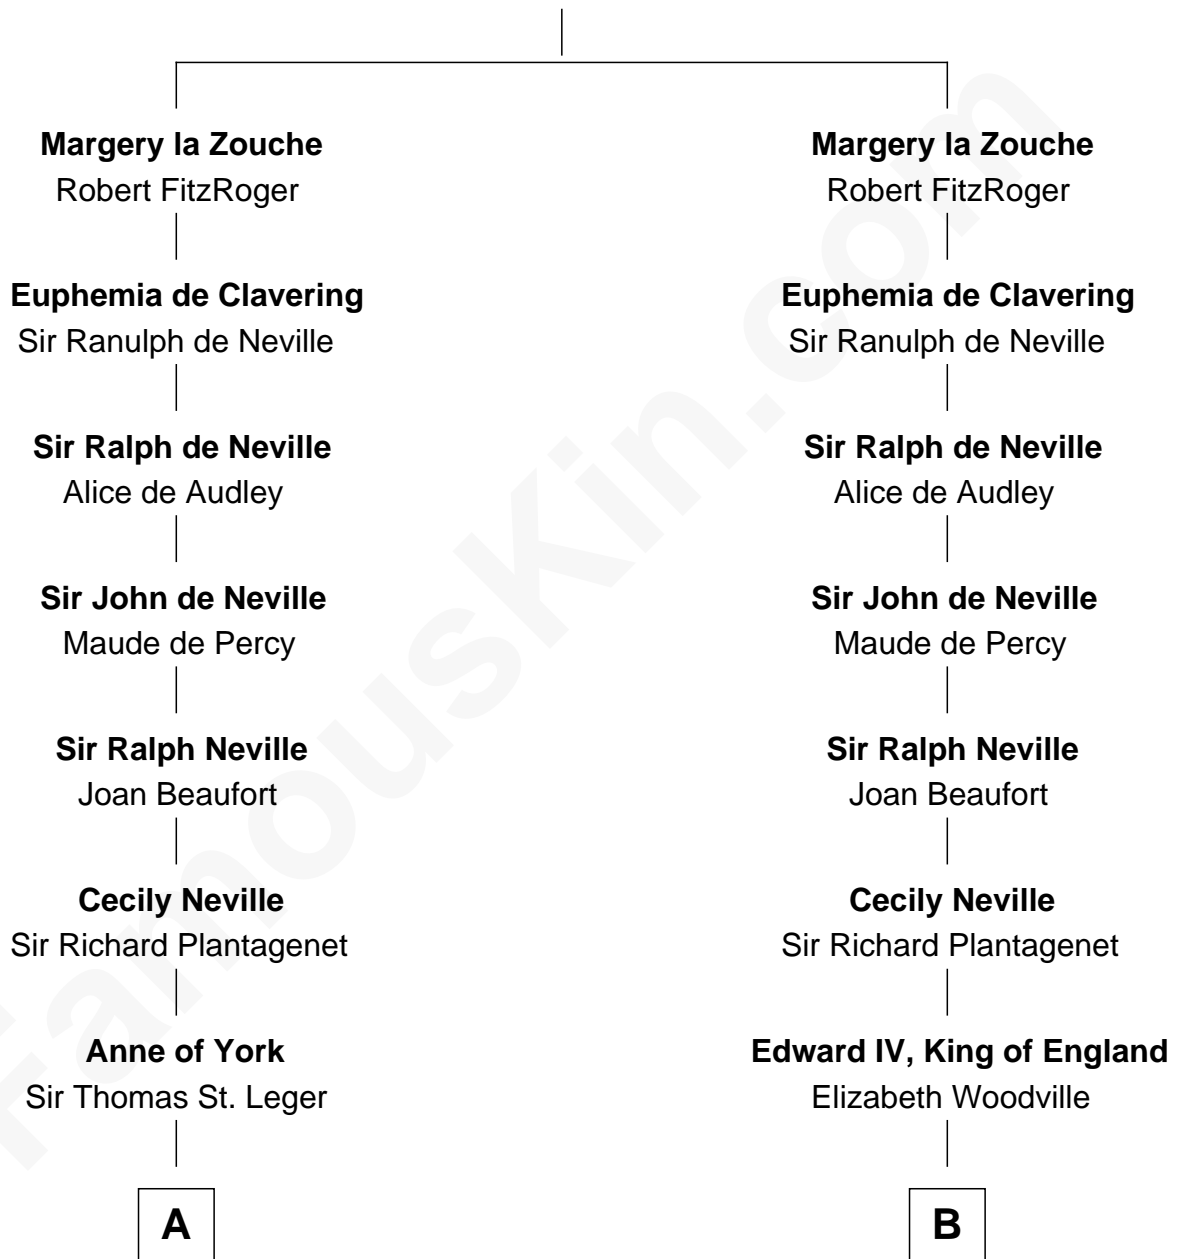 Margery la Zouche
Robert FitzRoger
Euphemia de Clavering
Sir Ranulph de Neville
Sir Ralph de Neville
Alice de Audley
Sir John de Neville
Maude de Percy
Sir Ralph Neville
Joan Beaufort
Cecily Neville
Sir Richard Plantagenet
Anne of York
Sir Thomas St. Leger
A
Margery la Zouche
Robert FitzRoger
Euphemia de Clavering
Sir Ranulph de Neville
Sir Ralph de Neville
Alice de Audley
Sir John de Neville
Maude de Percy
Sir Ralph Neville
Joan Beaufort
Cecily Neville
Sir Richard Plantagenet
Edward IV, King of England
Elizabeth Woodville
B
FamousKin.com